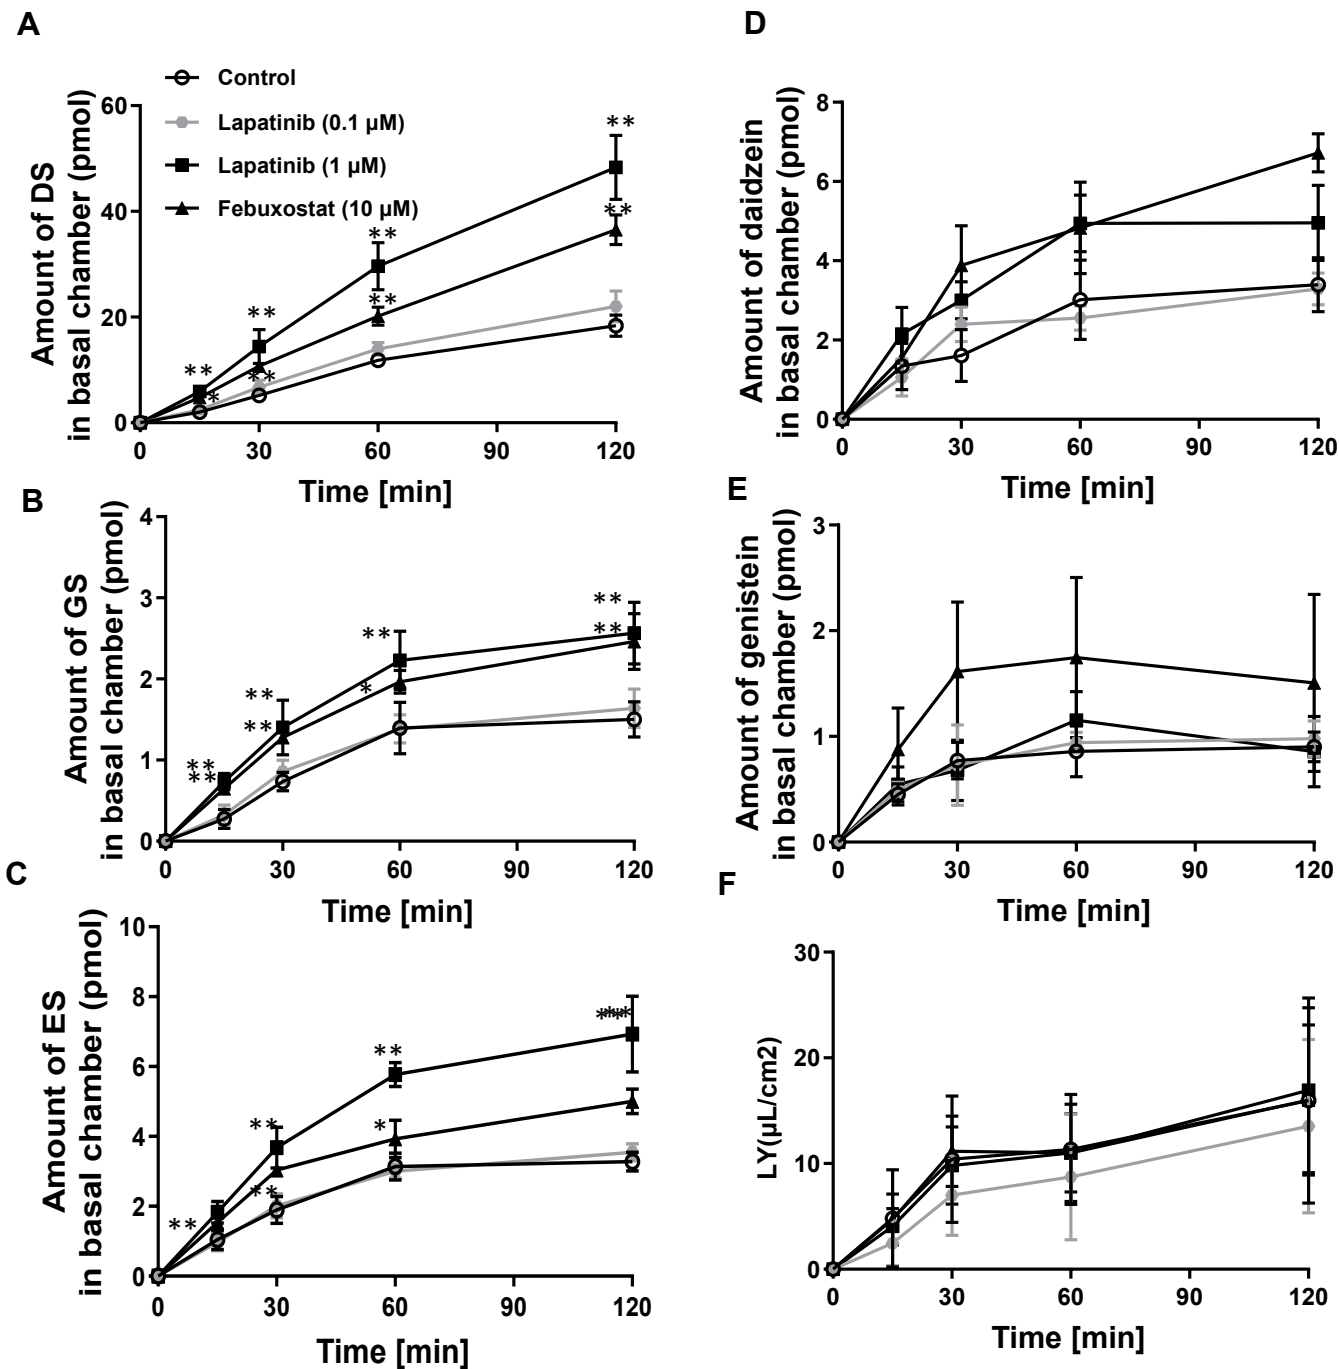 A
Control
Lapatinib (0.1 µM)
Lapatinib (1 µM)
Febuxostat (10 µM)
Amount of DS
in basal chamber (pmol)
60
40
20
0
**
**
**
**
**
**
**
*
0 30 60 90 120
Time [min]
B
Amount of GS
in basal chamber (pmol)
4
3
2
1
0
**
**
**
**
**
*
**
**
0 30 60 90 120
Time [min]
C
Amount of ES
in basal chamber (pmol)
10
8
6
4
2
0
**
**
**
**
*
0 30 60 90 120
Time [min]
D
Amount of daidzein
in basal chamber (pmol)
8
6
4
2
0
0 30 60 90 120
Time [min]
E
Amount of genistein
in basal chamber (pmol)
3
2
1
0
0 30 60 90 120
Time [min]
F
LY(µL/cm2)
30
20
10
0
0 30 60 90 120
Time [min]